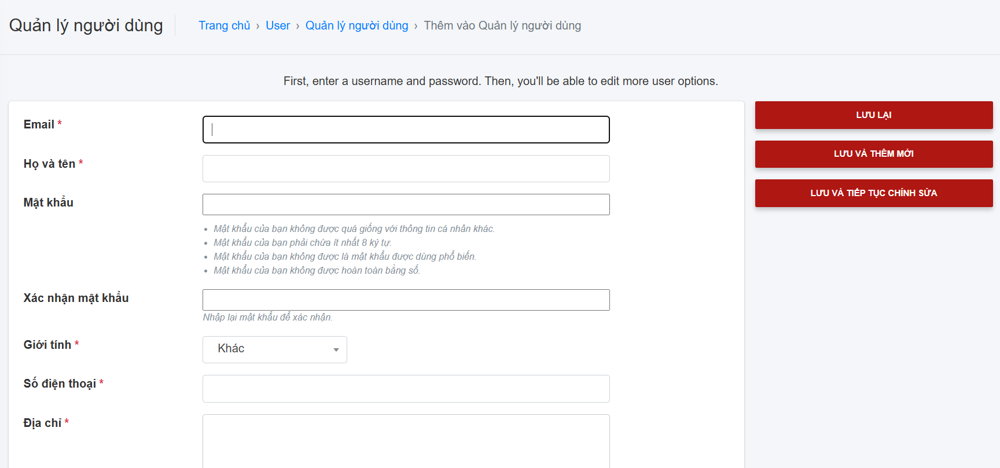 Quản lý người dùng
Trang chủ › User › Quản lý người dùng › Thêm vào Quản lý người dùng
First, enter a username and password. Then, you'll be able to edit more user options.
Email *
Họ và tên *
Mật khẩu
Mật khẩu của bạn không được quá giống với thông tin cá nhân khác.
Mật khẩu của bạn phải chứa ít nhất 8 ký tự.
Mật khẩu của bạn không được là mật khẩu được dùng phổ biến.
Mật khẩu của bạn không được hoàn toàn bằng số.
Xác nhận mật khẩu
Nhập lại mật khẩu để xác nhận.
Giới tính *
Khác
Số điện thoại *
Địa chỉ *
LƯU LẠI
LƯU VÀ THÊM MỚI
LƯU VÀ TIẾP TỤC CHỈNH SỬA